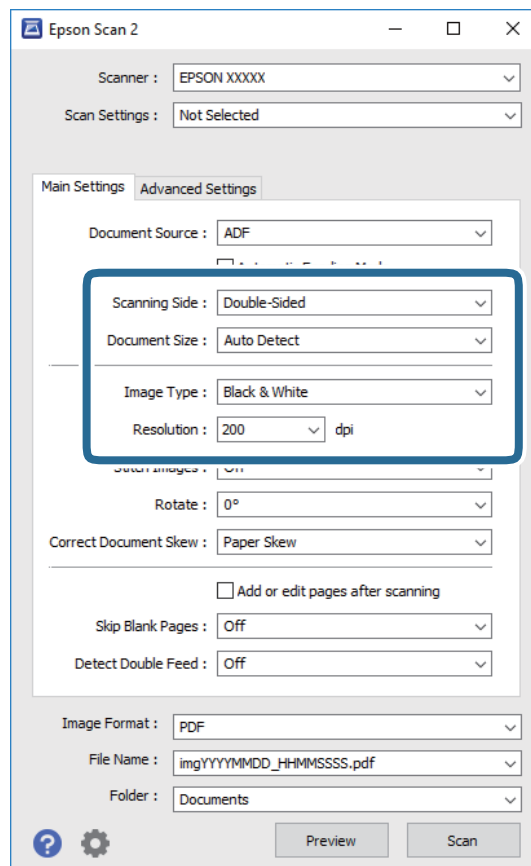 Epson Scan 2
Scanner : EPSON XXXXX
Scan Settings : Not Selected
Main Settings Advanced Settings
Document Source : ADF
Scanning Side : Double-Sided
Document Size : Auto Detect
Image Type : Black & White
Resolution : 200 dpi
Stitch Images : Off
Rotate : 0°
Correct Document Skew : Paper Skew
Add or edit pages after scanning
Skip Blank Pages : Off
Detect Double Feed : Off
Image Format : PDF
File Name : imgYYYYMMDD_HHMMSSSS.pdf
Folder : Documents
? Preview Scan